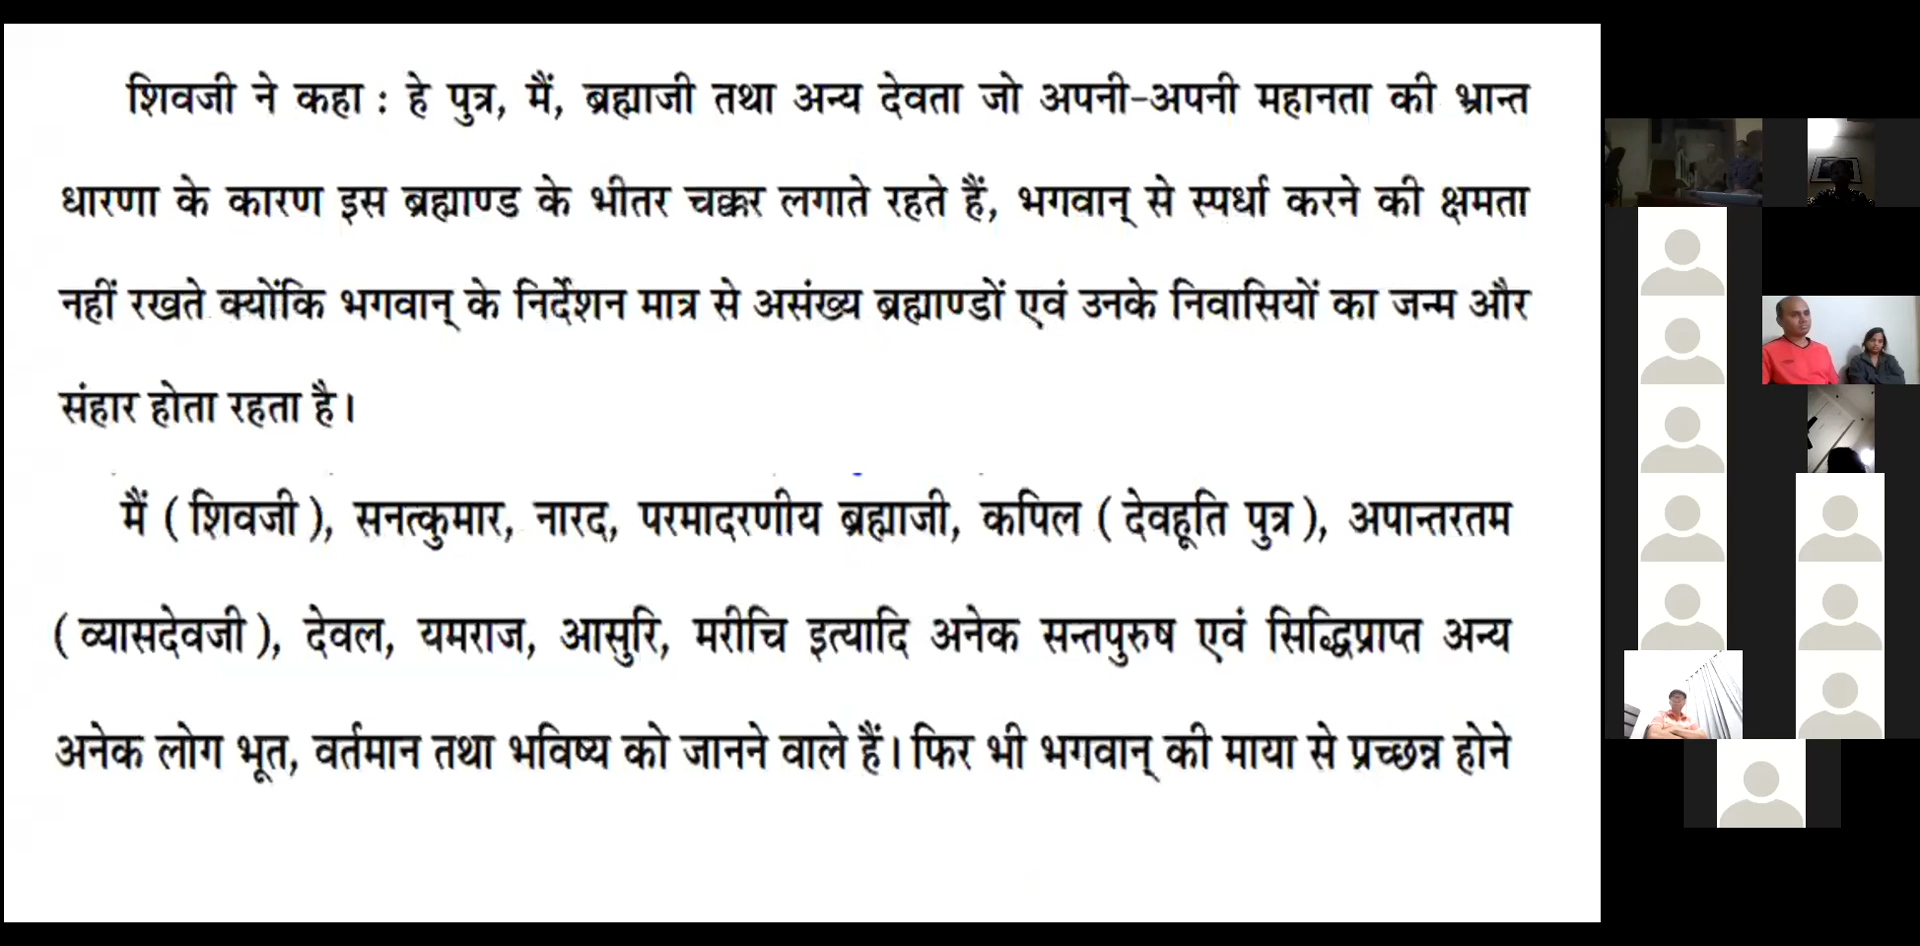 शिवजी ने कहा : हे पुत्र, मैं, ब्रह्माजी तथा अन्य देवता जो अपनी-अपनी महानता की भ्रान्त
धारणा के कारण इस ब्रह्माण्ड के भीतर चक्कर लगाते रहते हैं, भगवान् से स्पर्धा करने की क्षमता
नहीं रखते क्योंकि भगवान् के निर्देशन मात्र से असंख्य ब्रह्माण्डों एवं उनके निवासियों का जन्म और
संहार होता रहता है।
मैं ( शिवजी ), सनत्कुमार, नारद, परमादरणीय ब्रह्माजी, कपिल ( देवहूति पुत्र ), अपान्तरतम
( व्यासदेवजी ), देवल, यमराज, आसुरि, मरीचि इत्यादि अनेक सन्तपुरुष एवं सिद्धिप्राप्त अन्य
अनेक लोग भूत, वर्तमान तथा भविष्य को जानने वाले हैं। फिर भी भगवान् की माया से प्रच्छन्न होने